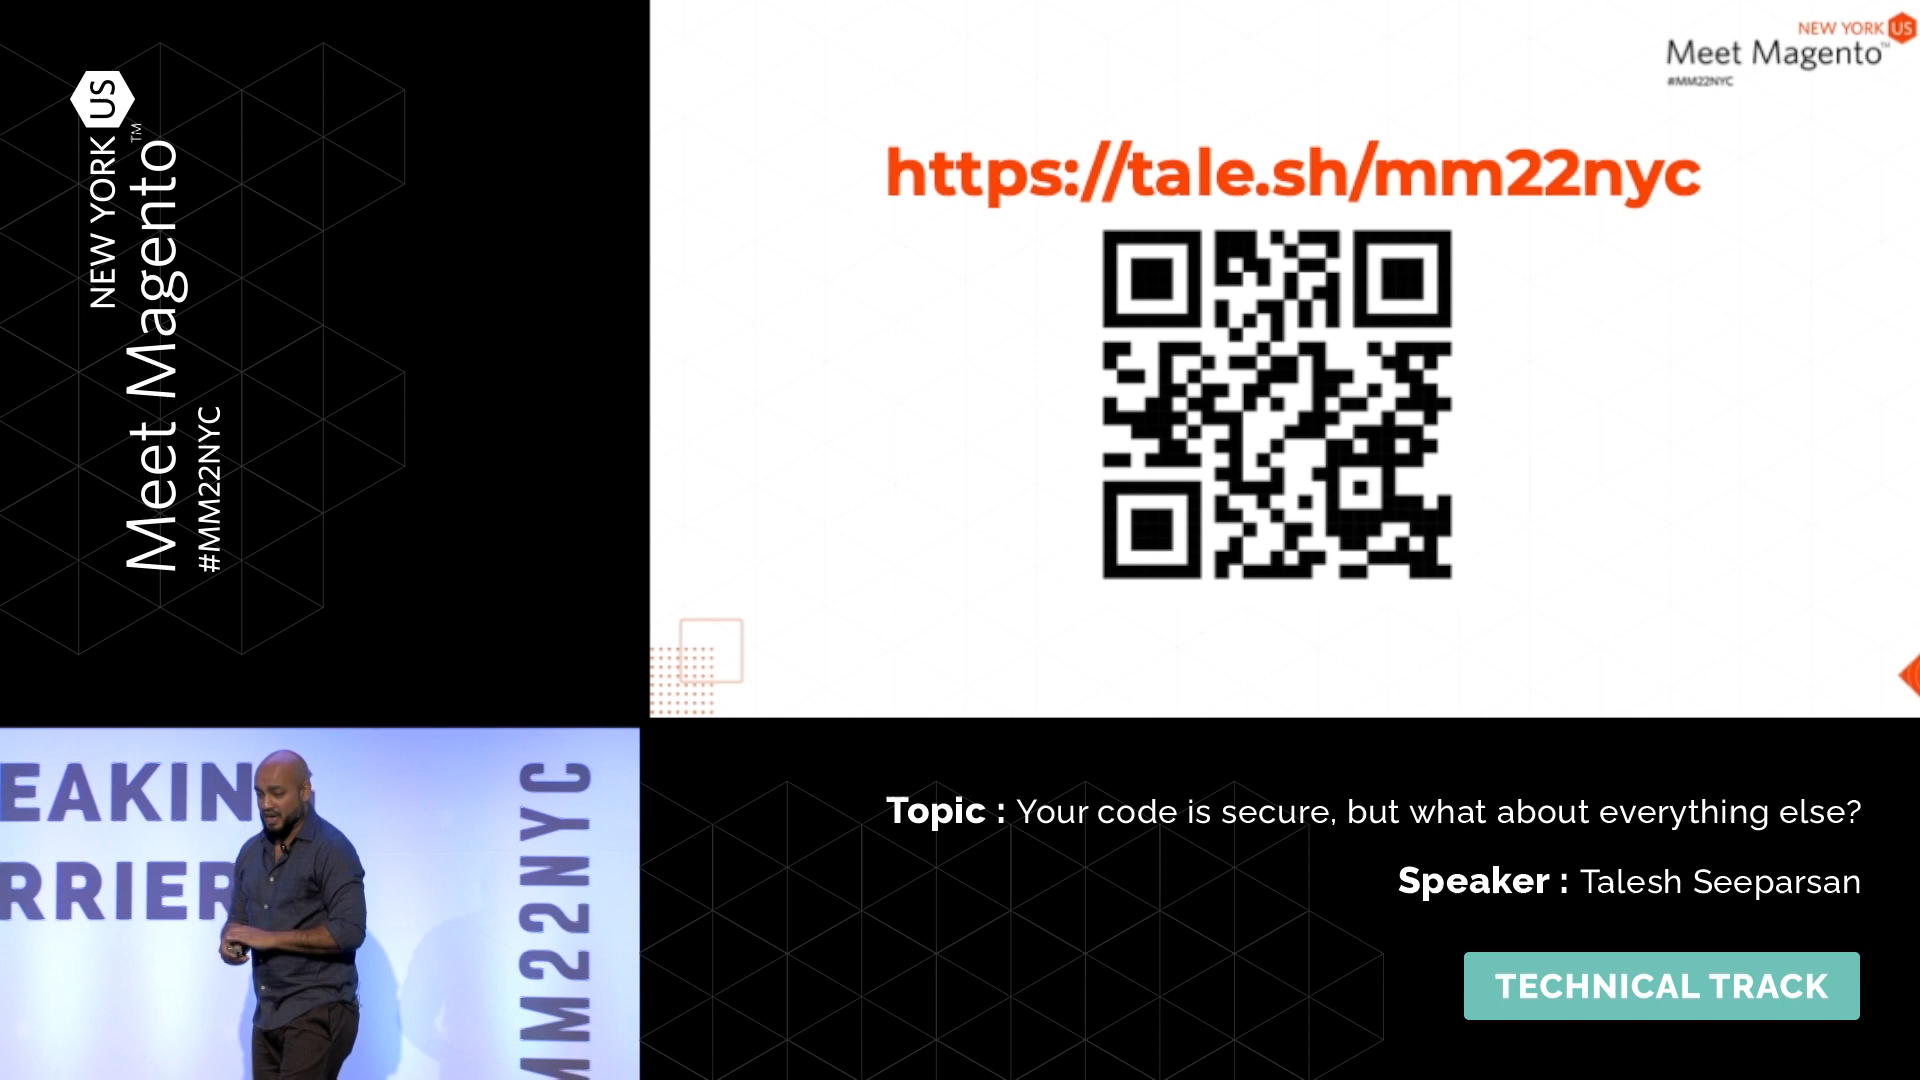 NEW YORK US
Meet Magento™
#MM22NYC
NEW YORK US
Meet Magento™
#MM22NYC
https://tale.sh/mm22nyc
EAKIN
RRIER
MM22NYC
Topic : Your code is secure, but what about everything else?
Speaker : Talesh Seeparsan
TECHNICAL TRACK